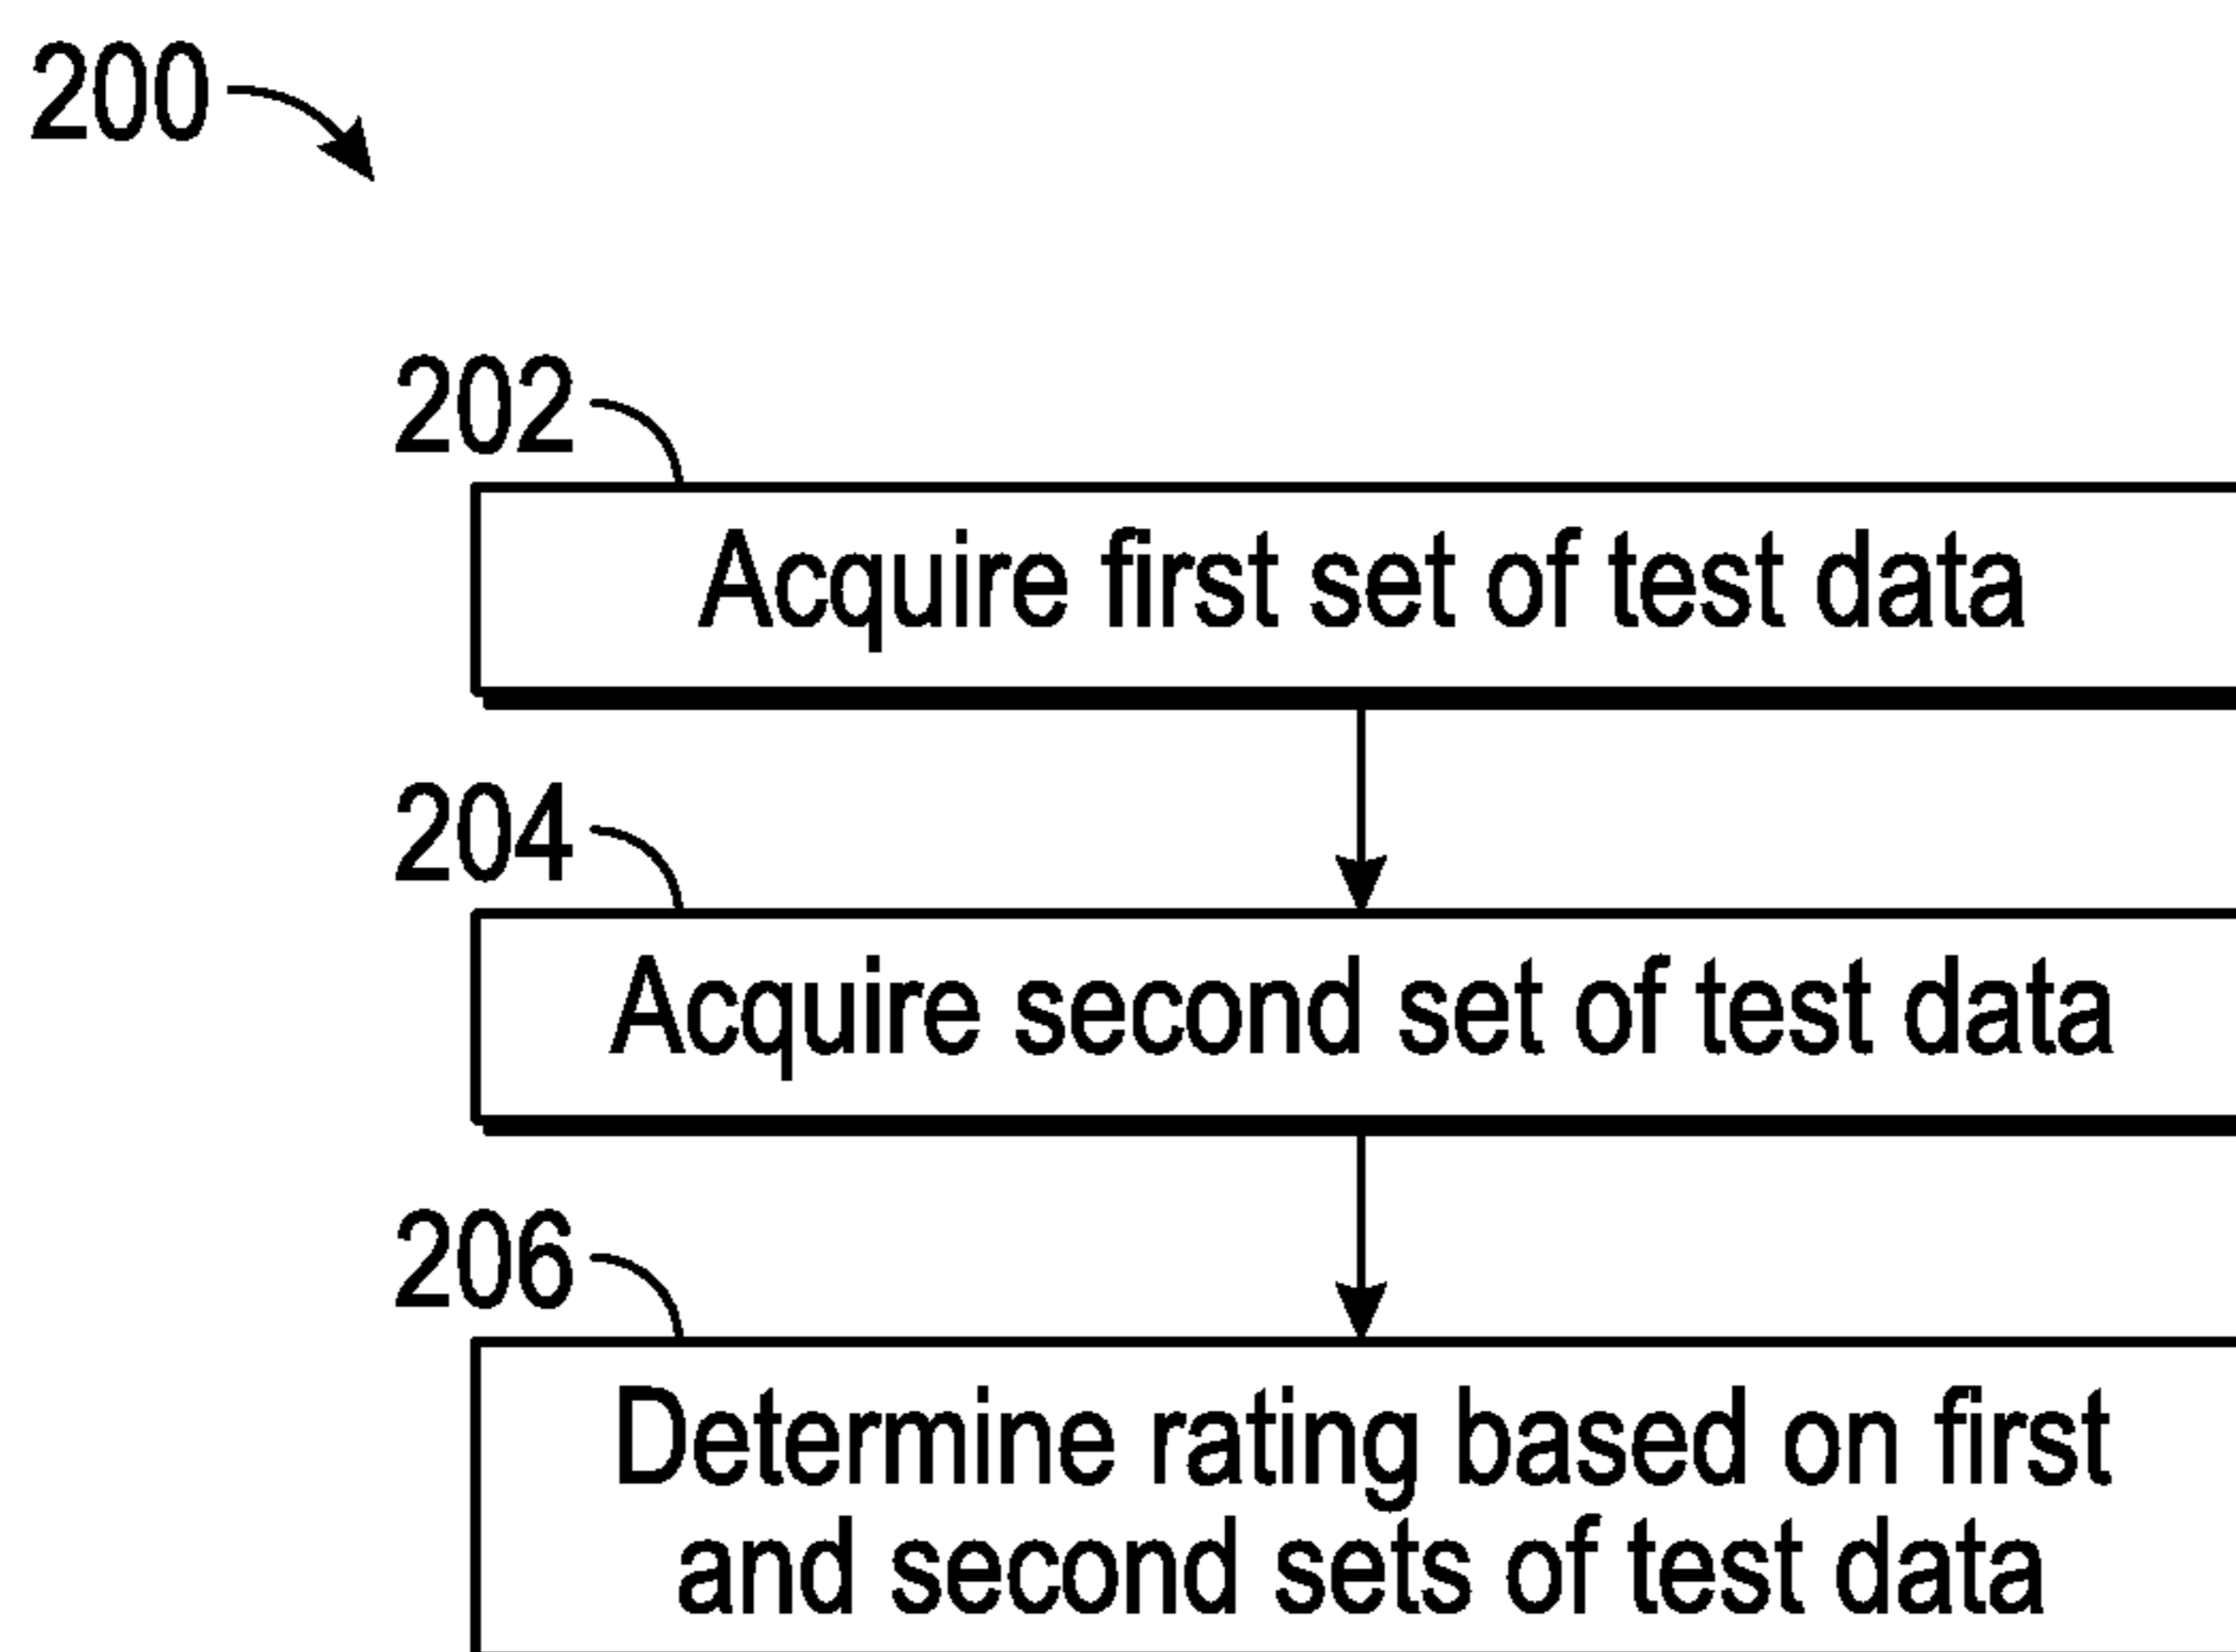 200
202
Acquire first set of test data
204
Acquire second set of test data
206
Determine rating based on first
and second sets of test data